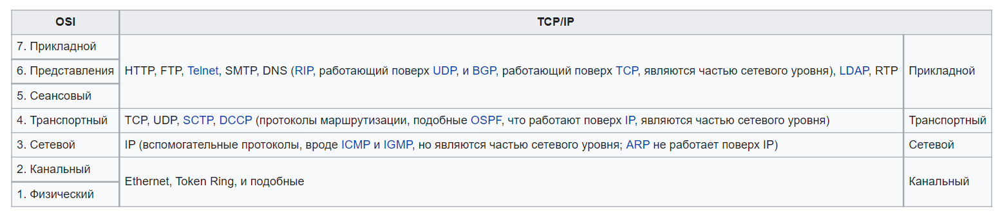 OSI TCP/IP
7. Прикладной
6. Представления HTTP, FTP, Telnet, SMTP, DNS (RIP, работающий поверх UDP, и BGP, работающий поверх TCP, являются частью сетевого уровня), LDAP, RTP Прикладной
5. Сеансовый
4. Транспортный TCP, UDP, SCTP, DCCP (протоколы маршрутизации, подобные OSPF, что работают поверх IP, являются частью сетевого уровня) Транспортный
3. Сетевой IP (вспомогательные протоколы, вроде ICMP и IGMP, но являются частью сетевого уровня; ARP не работает поверх IP) Сетевой
2. Канальный
Ethernet, Token Ring, и подобные Канальный
1. Физический